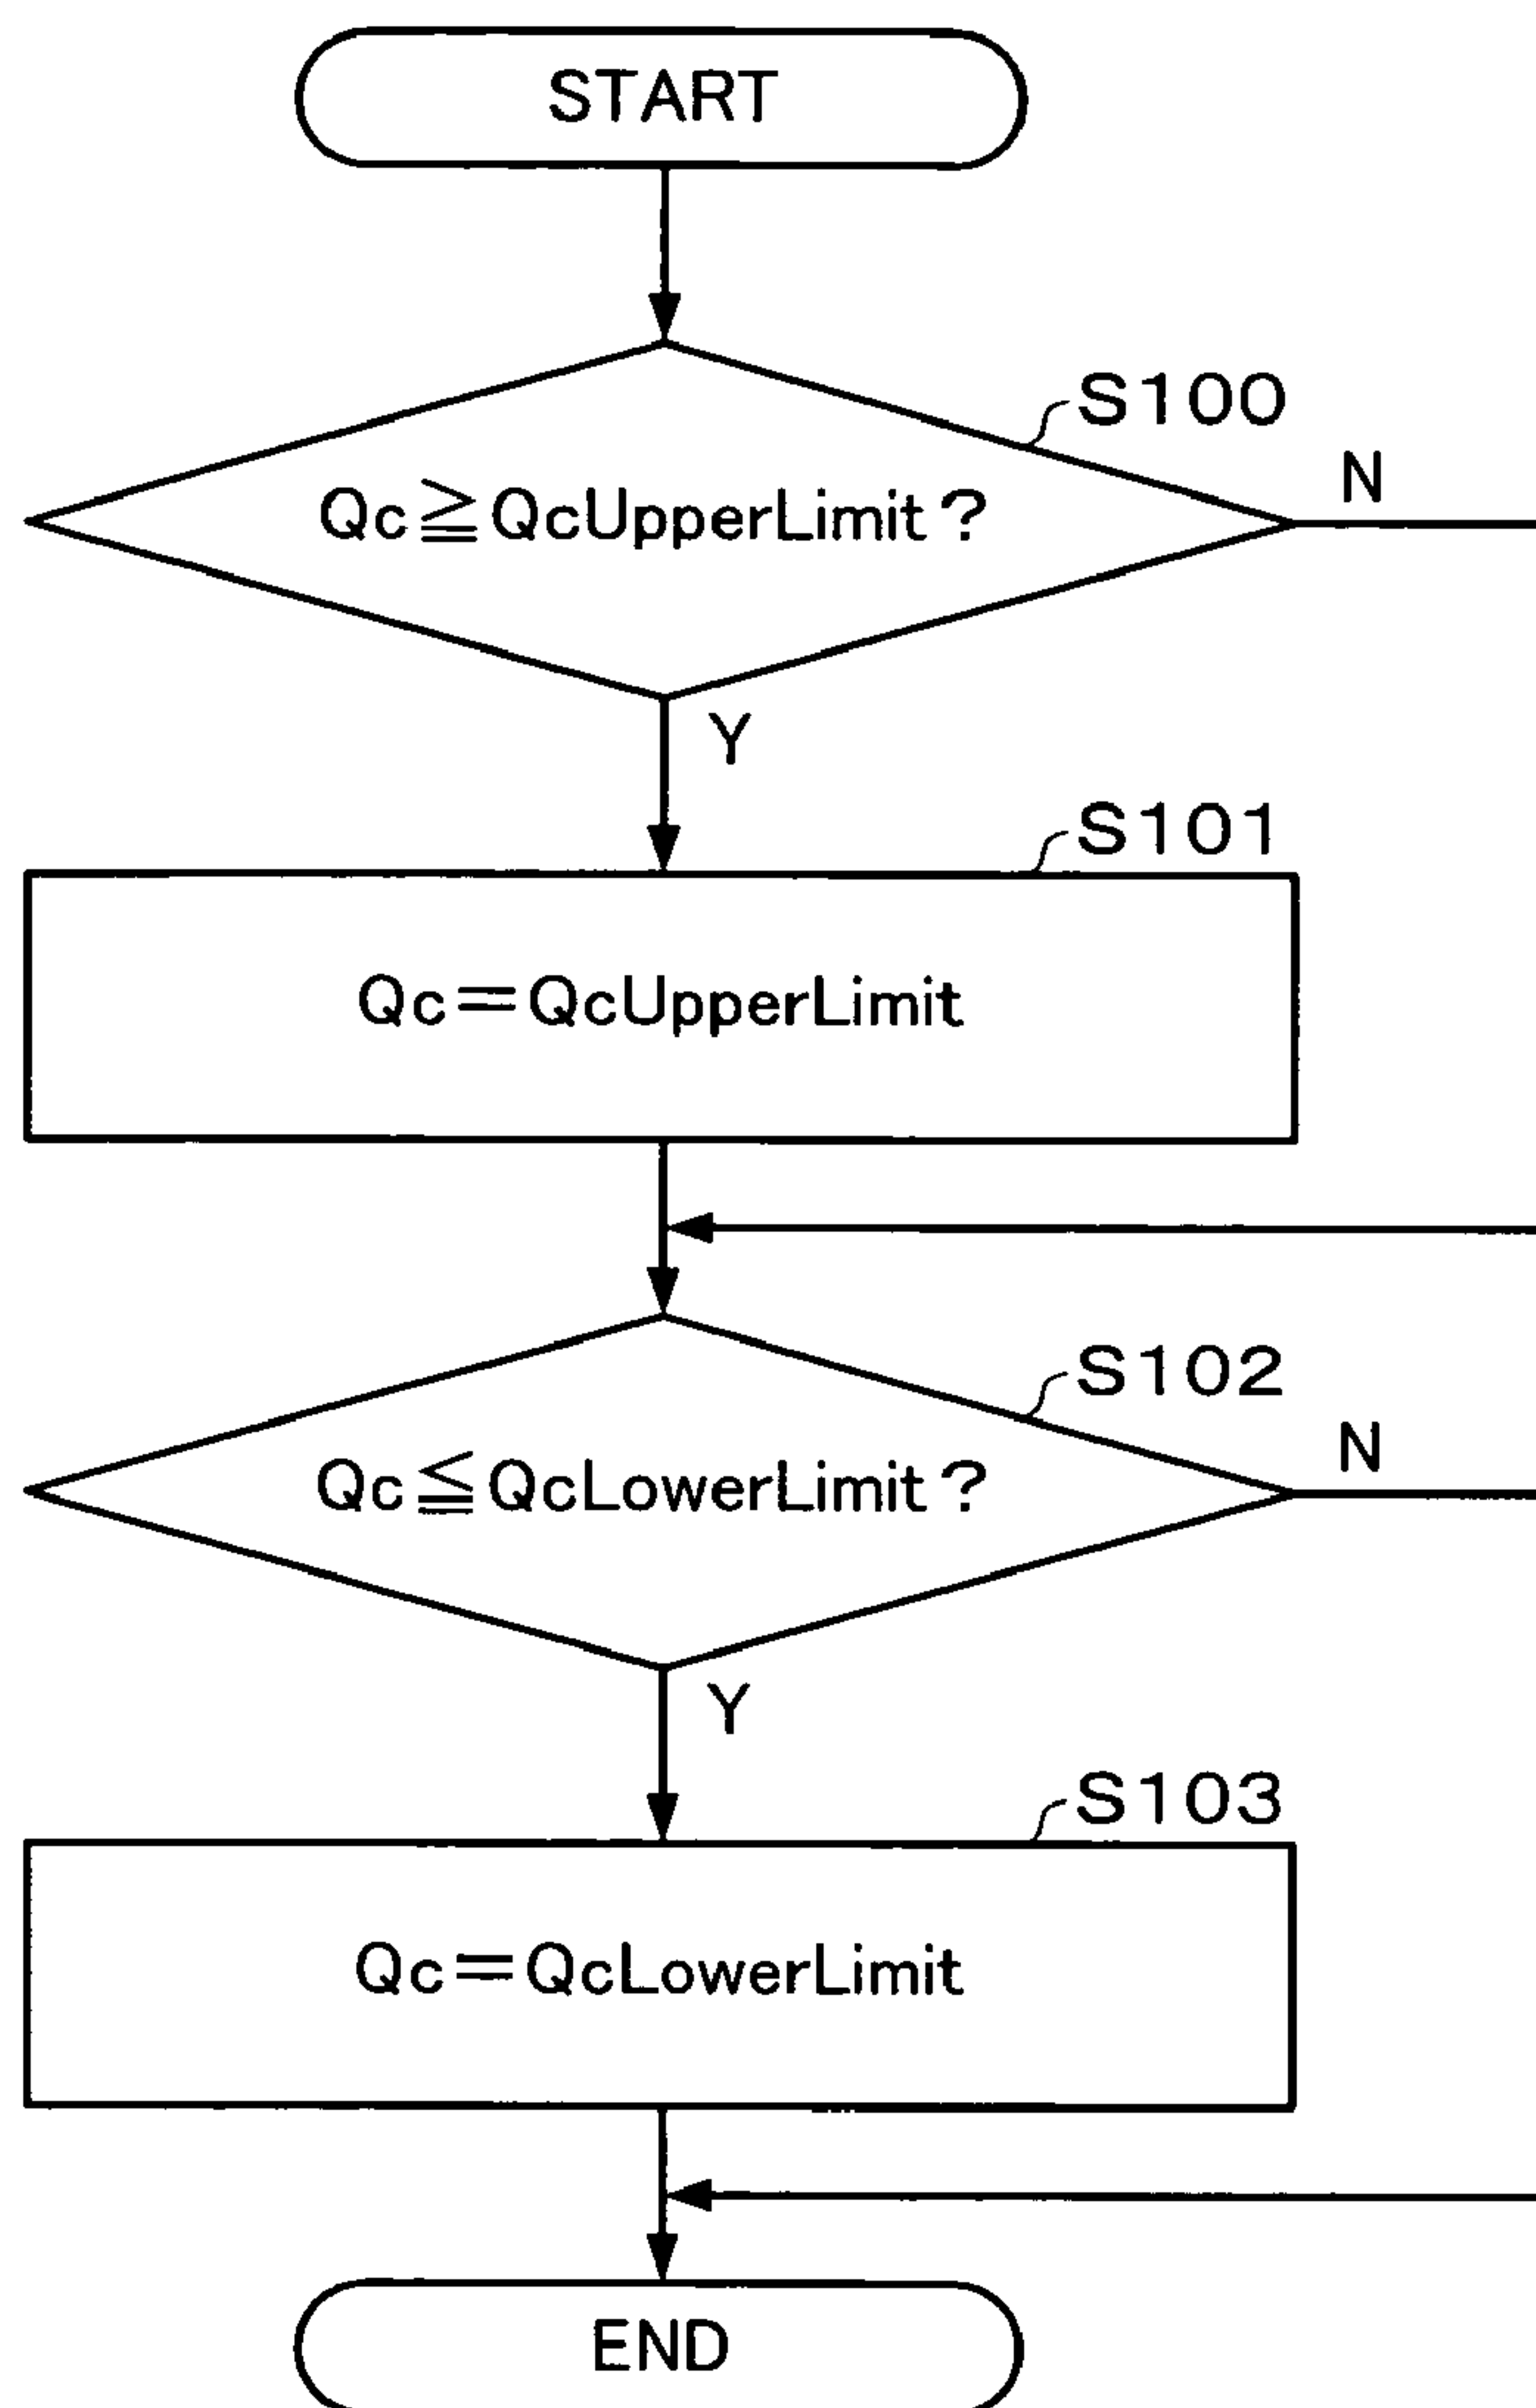 START
S100
N
Qc≧QcUpperLimit?
Y
S101
Qc=QcUpperLimit
S102
N
Qc≦QcLowerLimit?
Y
S103
Qc=QcLowerLimit
END